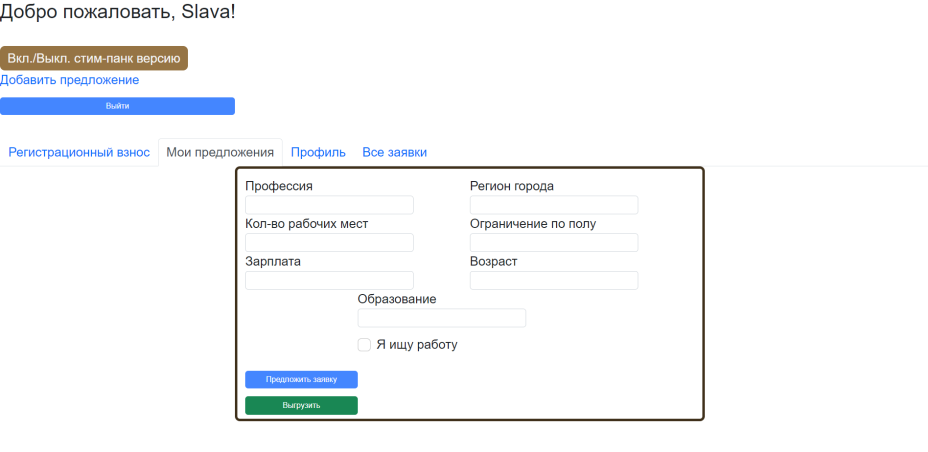 Добро пожаловать, Slava!
Вкл./Выкл. стим-панк версию
Добавить предложение
Выйти
Регистрационный взнос Мои предложения Профиль Все заявки
Профессия Регион города
Кол-во рабочих мест Ограничение по полу
Зарплата Возраст
Образование
Я ищу работу
Предложить заявку
Выгрузить